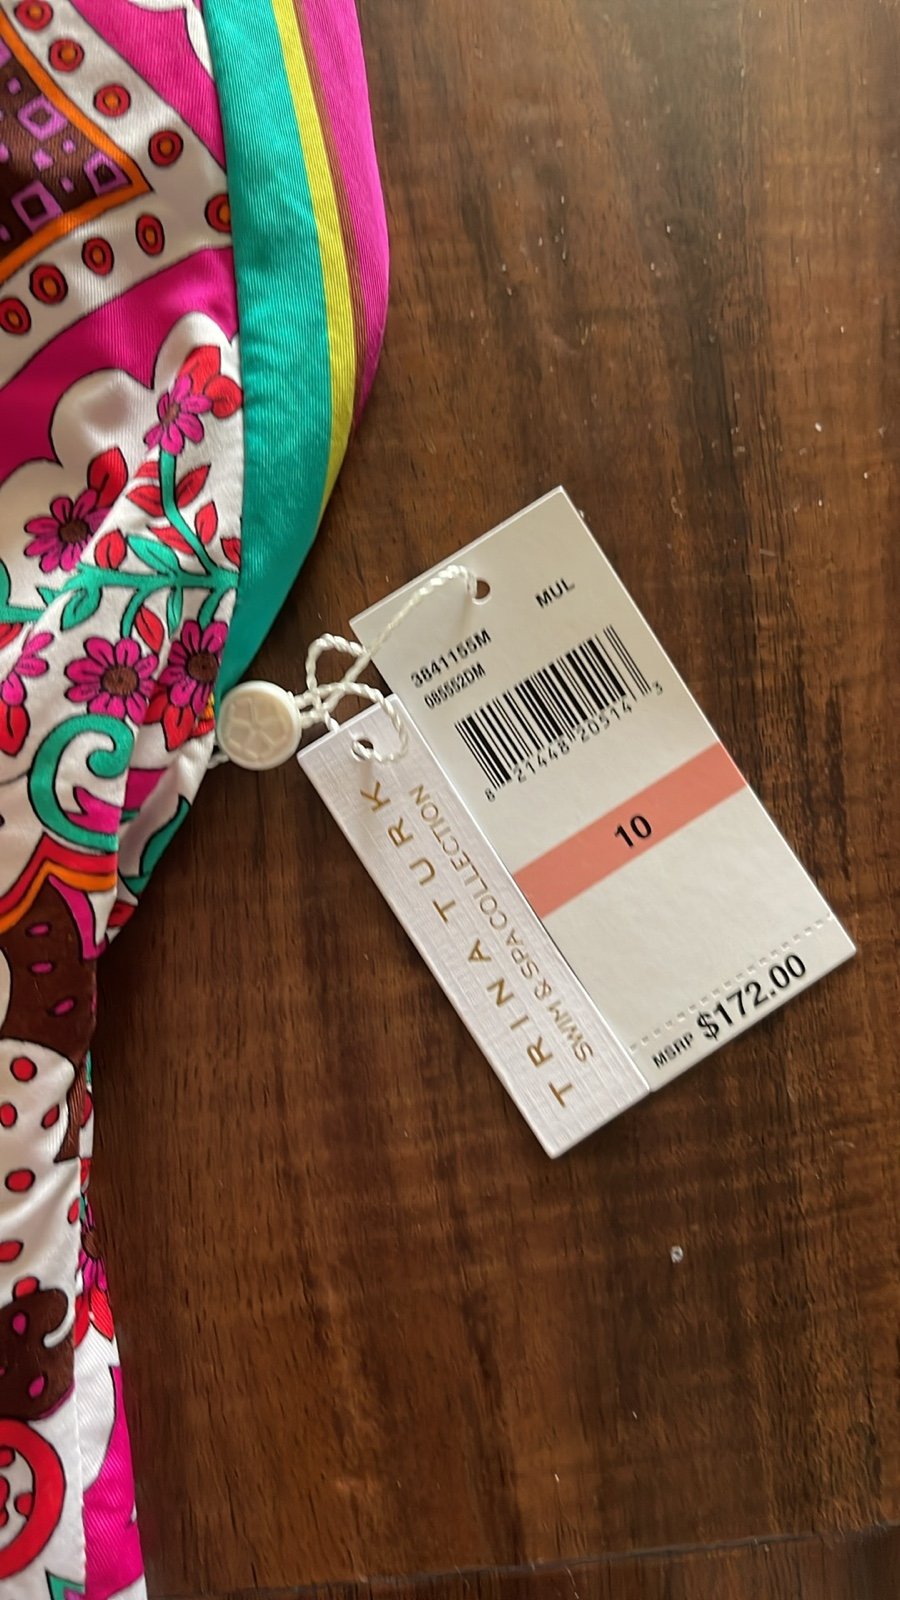 MUL
3841155M
085552DM
8 21448 20514 3
10
MSRP $172.00
TRINA TURK
SWIM & SPA COLLECTION